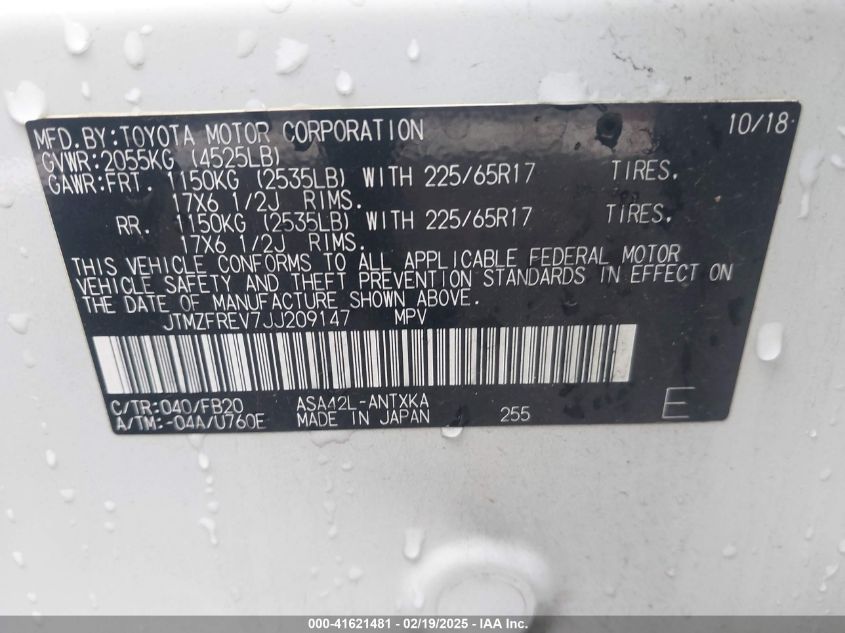 MFD.BY:TOYOTA MOTOR CORPORATION 10/18
GVWR:2055KG (4525LB)
GAWR:FRT. 1150KG (2535LB) WITH 225/65R17 TIRES,
17X6 1/2J RIMS.
RR. 1150KG (2535LB) WITH 225/65R17 TIRES,
17X6 1/2J RIMS.
THIS VEHICLE CONFORMS TO ALL APPLICABLE FEDERAL MOTOR
VEHICLE SAFETY AND THEFT PREVENTION STANDARDS IN EFFECT ON
THE DATE OF MANUFACTURE SHOWN ABOVE.
JTMZFREV7JJ209147 MPV
C/TR:040/FB20 ASA42L-ANTXKA
A/TM:-04A/U760E MADE IN JAPAN 255 E
000-41621481 - 02/19/2025 - IAA Inc.